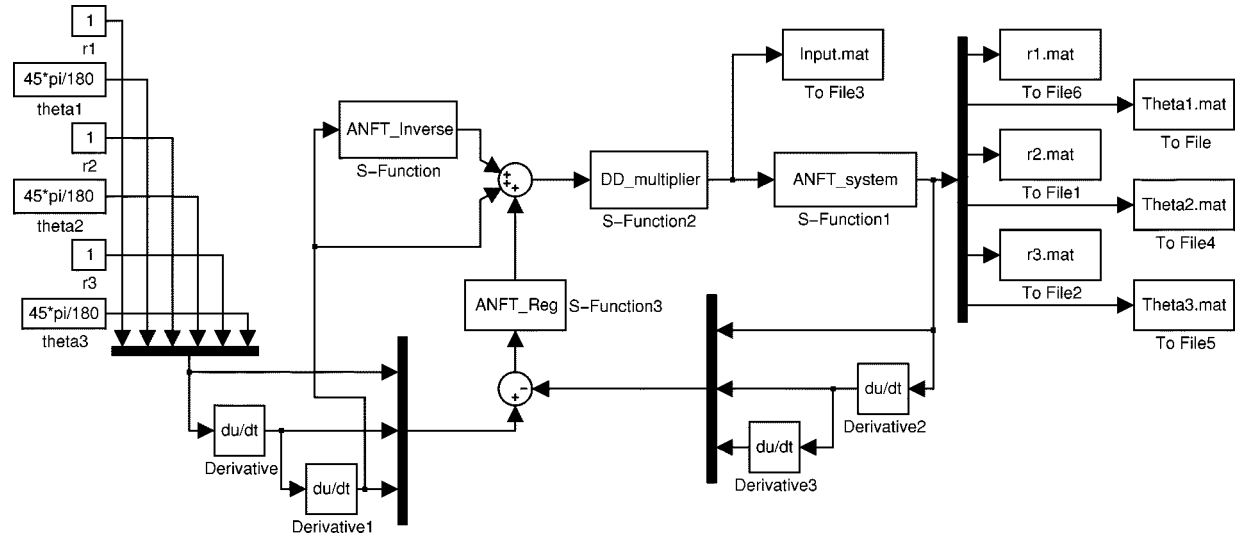 1
r1
45*pi/180
theta1
1
r2
45*pi/180
theta2
1
r3
45*pi/180
theta3
du/dt
Derivative
du/dt
Derivative1
ANFT_Inverse
S-Function
+
+
+
ANFT_Reg
S-Function3
-
+
DD_multiplier
S-Function2
Input.mat
To File3
ANFT_system
S-Function1
du/dt
Derivative2
du/dt
Derivative3
r1.mat
To File6
Theta1.mat
To File
r2.mat
To File1
Theta2.mat
To File4
r3.mat
To File2
Theta3.mat
To File5